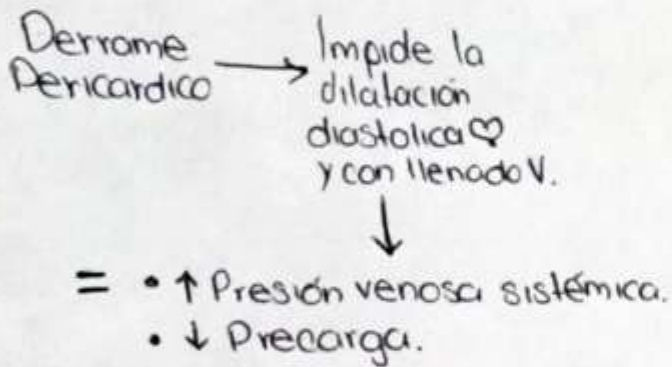 Derrame
Pericardico → Impide la
dilatación
diastolica ♡
y con llenado V.
↓
= • ↑ Presión venosa sistémica.
• ↓ Precarga.